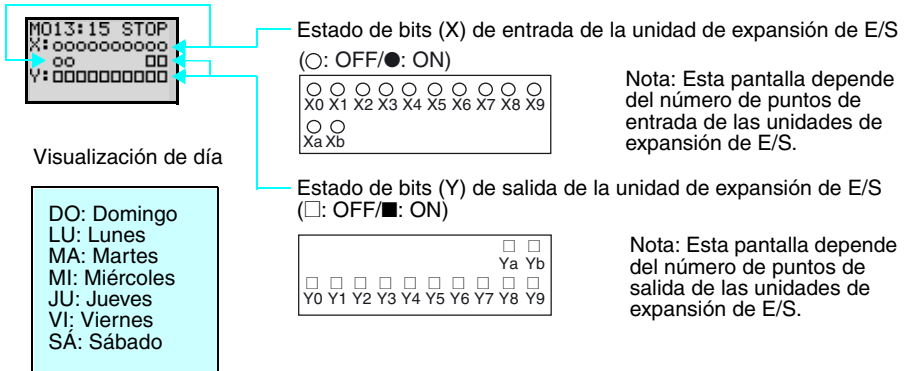 MO13:15 STOP
X:○○○○○○○○○○
○○ □□
Y:□□□□□□□□□□
Estado de bits (X) de entrada de la unidad de expansión de E/S
(○: OFF/●: ON)
X0 X1 X2 X3 X4 X5 X6 X7 X8 X9
Xa Xb
Nota: Esta pantalla depende
del número de puntos de
entrada de las unidades de
expansión de E/S.
Visualización de día
DO: Domingo
LU: Lunes
MA: Martes
MI: Miércoles
JU: Jueves
VI: Viernes
SÁ: Sábado
Estado de bits (Y) de salida de la unidad de expansión de E/S
(□: OFF/■: ON)
Ya Yb
Y0 Y1 Y2 Y3 Y4 Y5 Y6 Y7 Y8 Y9
Nota: Esta pantalla depende
del número de puntos de
salida de las unidades de
expansión de E/S.